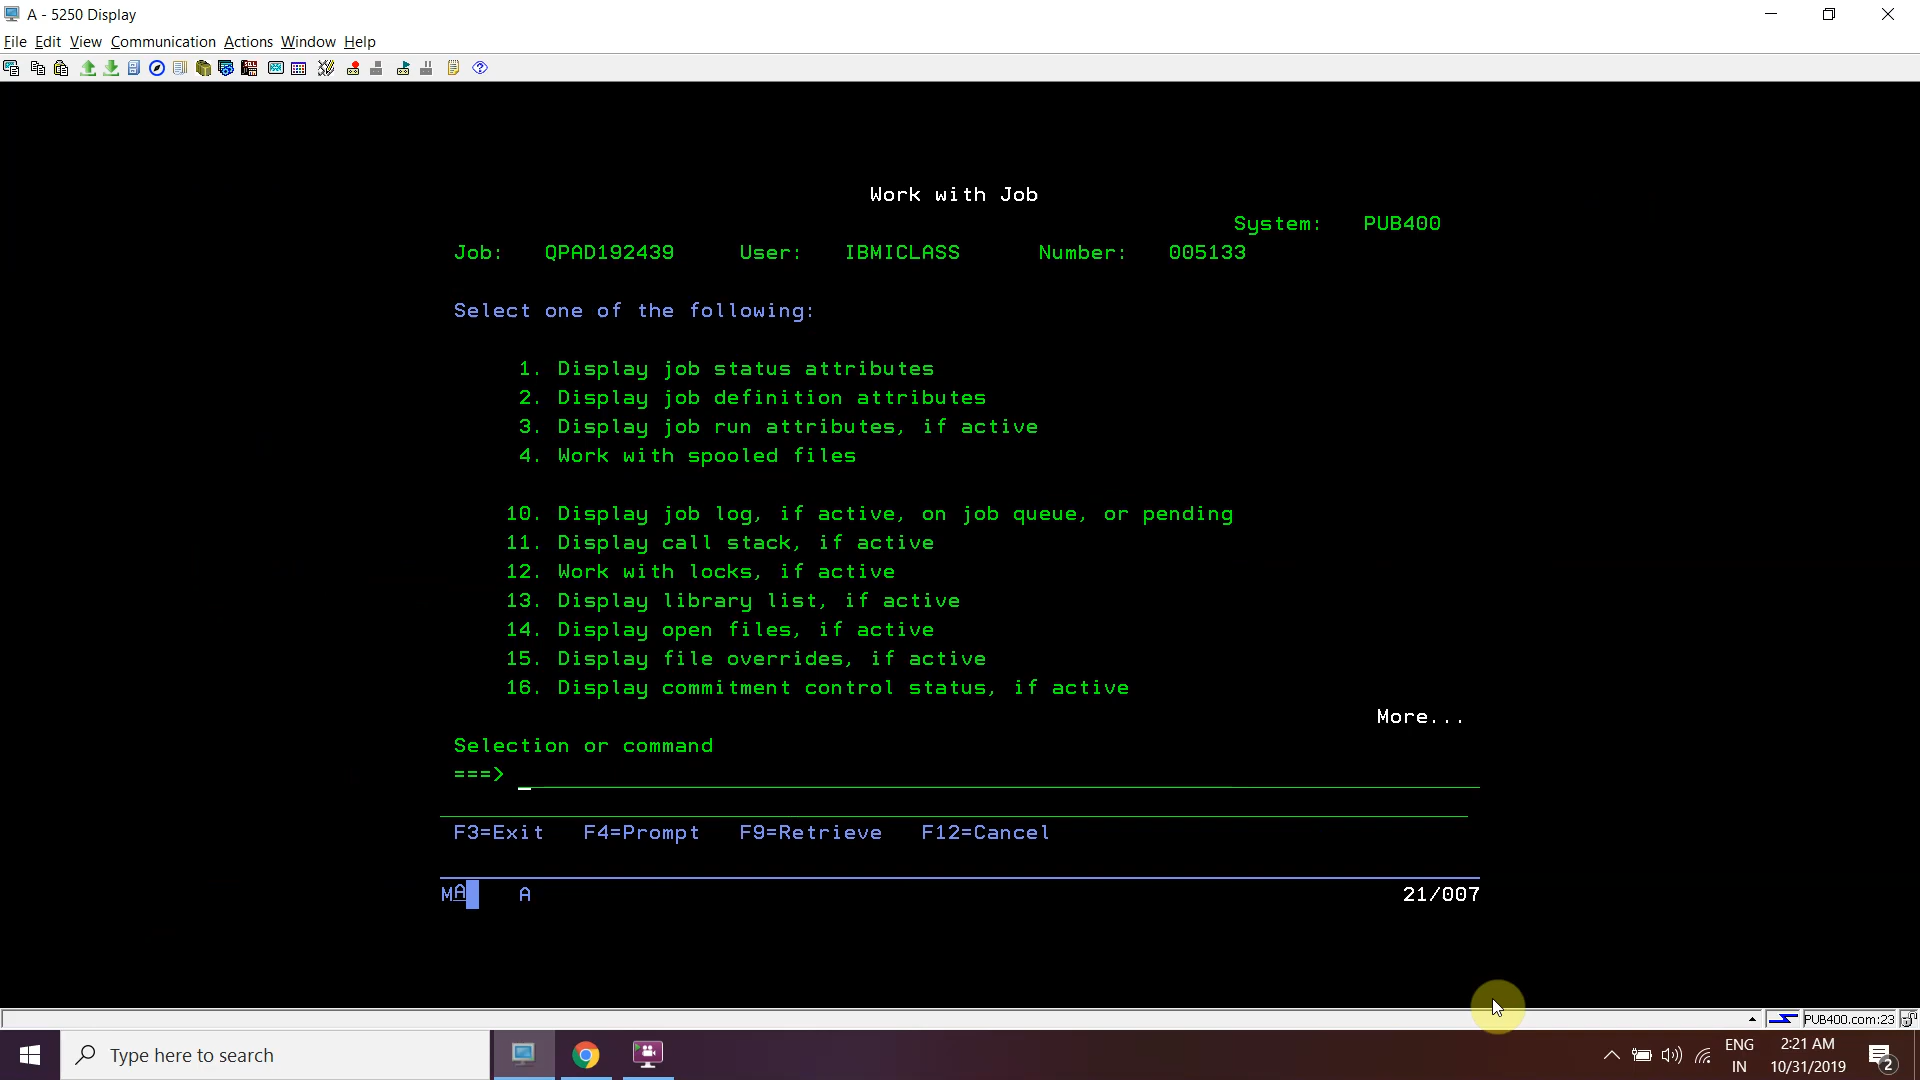 A - 5250 Display
File Edit View Communication Actions Window Help
Work with Job
System: PUB400
Job: QPAD192439 User: IBMICLASS Number: 005133
Select one of the following:
1. Display job status attributes
2. Display job definition attributes
3. Display job run attributes, if active
4. Work with spooled files
10. Display job log, if active, on job queue, or pending
11. Display call stack, if active
12. Work with locks, if active
13. Display library list, if active
14. Display open files, if active
15. Display file overrides, if active
16. Display commitment control status, if active
More...
Selection or command
===>
F3=Exit F4=Prompt F9=Retrieve F12=Cancel
MA A 21/007
PUB400.com:23
Type here to search
ENG
IN
2:21 AM
10/31/2019
2